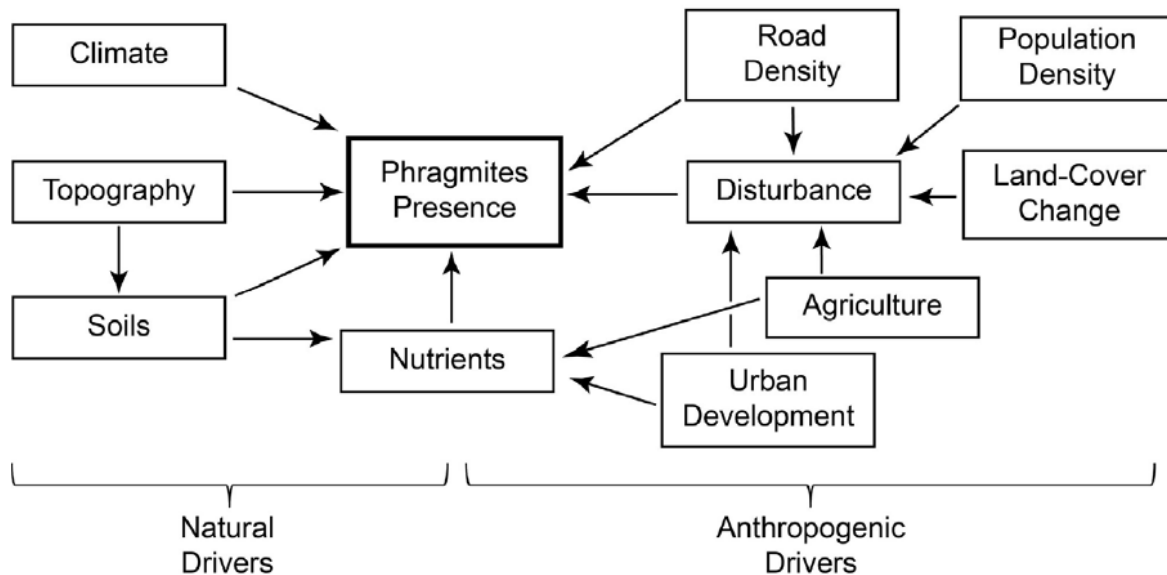 Climate
Road
Density
Population
Density
Phragmites
Presence
Topography
Disturbance
Land-Cover
Change
Soils
Agriculture
Nutrients
Urban
Development
Natural
Drivers
Anthropogenic
Drivers